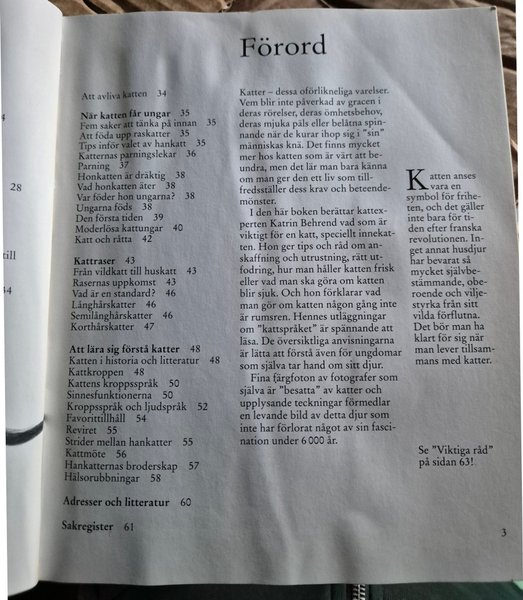 4
28
till
44
Förord
Att avliva katten 34
När katten får ungar 35
Fem saker att tänka på innan 35
Att föda upp raskatter 35
Tips inför valet av hankatt 35
Katternas parningslekar 36
Parning 37
Honkatten är dräktig 38
Vad honkatten äter 38
Var föder hon ungarna? 38
Ungarna föds 38
Den första tiden 39
Moderlösa kattungar 40
Katt och råtta 42
Kattraser 43
Från vildkatt till huskatt 43
Rasernas uppkomst 43
Vad är en standard? 46
Långhårskatter 46
Semilånghårskatter 46
Korthårskatter 47
Att lära sig förstå katter 48
Katten i historia och litteratur 48
Kattkroppen 48
Kattens kroppsspråk 50
Sinnesfunktionerna 50
Kroppsspråk och ljudspråk 52
Favorittillhåll 54
Reviret 55
Strider mellan hankatter 55
Kattmöte 56
Hankatternas broderskap 57
Hälsorubbningar 58
Adresser och litteratur 60
Sakregister 61
Katter – dessa oförlikneliga varelser.
Vem blir inte påverkad av gracen i
deras rörelser, deras ömhetsbehov,
deras mjuka päls eller belåtna spin-
nande när de kurar ihop sig i "sin"
människas knä. Det finns mycket
mer hos katten som är värt att be-
undra, men det lär man bara känna
om man ger den ett liv som till-
fredsställer dess krav och beteende-
mönster.
I den här boken berättar kattex-
perten Katrin Behrend vad som är
viktigt för en katt, speciellt innekat-
ten. Hon ger tips och råd om an-
skaffning och utrustning, rätt ut-
fodring, hur man håller katten frisk
eller vad man ska göra om katten
blir sjuk. Och hon förklarar vad
man gör om katten någon gång inte
är rumsren. Hennes utläggningar
om "kattspråket" är spännande att
läsa. De översiktliga anvisningarna
är lätta att förstå även för ungdomar
som själva tar hand om sitt djur.
Fina färgfoton av fotografer som
själva är "besatta" av katter och
upplysande teckningar förmedlar
en levande bild av detta djur som
inte har förlorat något av sin fasci-
nation under 6 000 år.
Katten anses
vara en
symbol för frihe-
ten, och det gäller
inte bara för ti-
den efter franska
revolutionen. In-
get annat husdjur
har bevarat så
mycket självbe-
stämmande, obe-
roende och vilje-
styrka från sitt
vilda förflutna.
Det bör man ha
klart för sig när
man lever tillsam-
mans med katter.
Se "Viktiga råd"
på sidan 63!
3